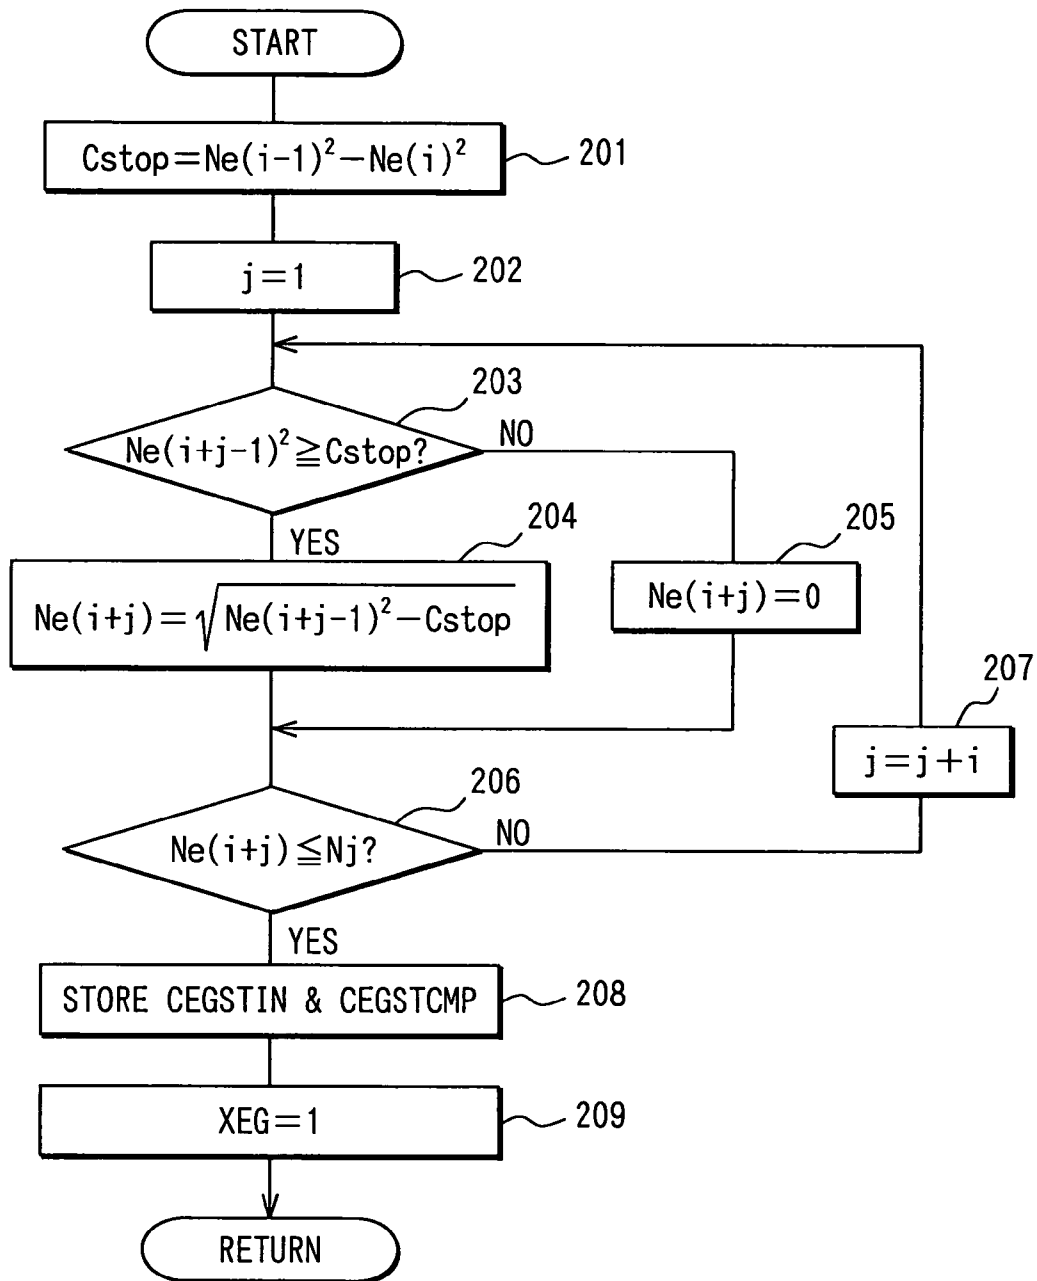 START
Cstop=Ne(i-1)²-Ne(i)²
201
j=1
202
203
Ne(i+j-1)²≧Cstop?
NO
YES
204
Ne(i+j)=√Ne(i+j-1)²-Cstop
205
Ne(i+j)=0
207
j=j+i
206
Ne(i+j)≦Nj?
NO
YES
STORE CEGSTIN & CEGSTCMP
208
XEG=1
209
RETURN